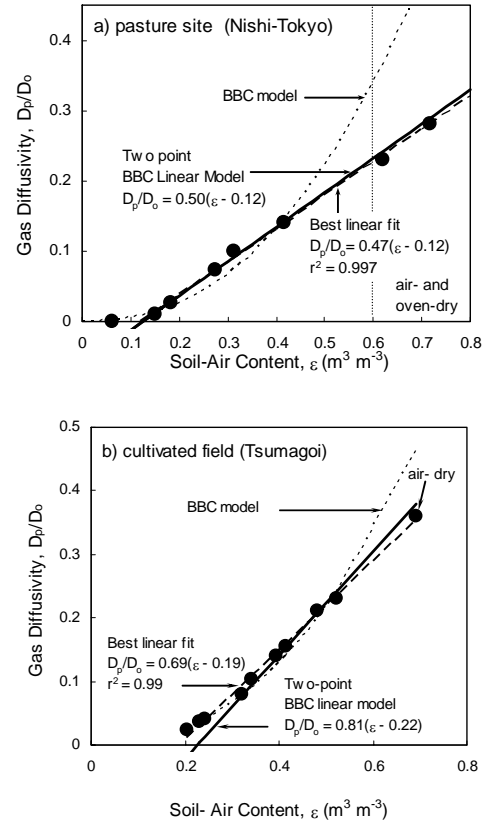 a) pasture site (Nishi-Tokyo)
Gas Diffusivity, Dp/Do
0.4
0.3
0.2
0.1
0
BBC model
Two point
BBC Linear Model
Dp/Do = 0.50(ε - 0.12)
Best linear fit
Dp/Do= 0.47(ε - 0.12)
r² = 0.997
air- and
oven-dry
0 0.1 0.2 0.3 0.4 0.5 0.6 0.7 0.8
Soil-Air Content, ε (m³ m⁻³)
b) cultivated field (Tsumagoi)
Gas Diffusivity, Dp/Do
0.5
0.4
0.3
0.2
0.1
0
air- dry
BBC model
Best linear fit
Dp/Do = 0.69(ε - 0.19)
r² = 0.99
Two-point
BBC linear model
Dp/Do = 0.81(ε - 0.22)
0 0.2 0.4 0.6 0.8
Soil- Air Content, ε (m³ m⁻³)